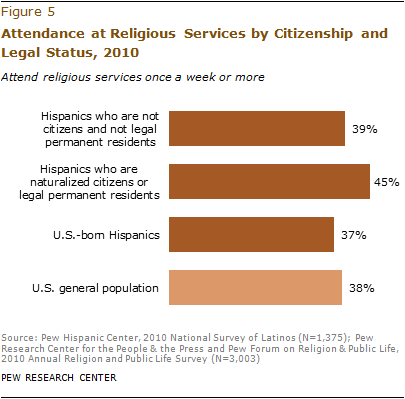 Figure 5
Attendance at Religious Services by Citizenship and
Legal Status, 2010
Attend religious services once a week or more
Hispanics who are not
citizens and not legal
permanent residents
39%
Hispanics who are
naturalized citizens or
legal permanent residents
45%
U.S.-born Hispanics
37%
U.S. general population
38%
Source: Pew Hispanic Center, 2010 National Survey of Latinos (N=1,375); Pew
Research Center for the People & the Press and Pew Forum on Religion & Public Life,
2010 Annual Religion and Public Life Survey (N=3,003)
PEW RESEARCH CENTER